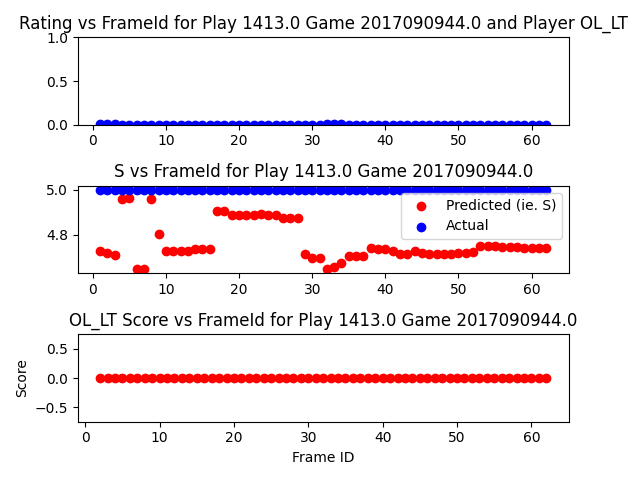 Rating vs FrameId for Play 1413.0 Game 2017090944.0 and Player OL_LT
1.0
0.5
0.0
0 10 20 30 40 50 60
S vs FrameId for Play 1413.0 Game 2017090944.0
5.0
4.8
Predicted (ie. S)
Actual
0 10 20 30 40 50 60
OL_LT Score vs FrameId for Play 1413.0 Game 2017090944.0
Score
0.5
0.0
−0.5
0 10 20 30 40 50 60
Frame ID